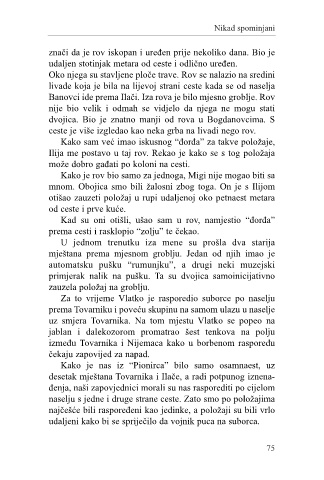 Nikad spominjani
znači da je rov iskopan i uređen prije nekoliko dana. Bio je
udaljen stotinjak metara od ceste i odlično uređen.
Oko njega su stavljene ploče trave. Rov se nalazio na sredini
livade koja je bila na lijevoj strani ceste kada se od naselja
Banovci ide prema Ilači. Iza rova je bilo mjesno groblje. Rov
nije bio velik i odmah se vidjelo da njega ne mogu stati
dvojica. Bio je znatno manji od rova u Bogdanovcima. S
ceste je više izgledao kao neka grba na livadi nego rov.
Kako sam već imao iskusnog “dorda” za takve položaje,
Ilija me postavo u taj rov. Rekao je kako se s tog položaja
može dobro gađati po koloni na cesti.
Kako je rov bio samo za jednoga, Migi nije mogao biti sa
mnom. Obojica smo bili žalosni zbog toga. On je s Ilijom
otišao zauzeti položaj u rupi udaljenoj oko petnaest metara
od ceste i prve kuće.
Kad su oni otišli, ušao sam u rov, namjestio “dorda”
prema cesti i rasklopio “zolju” te čekao.
U jednom trenutku iza mene su prošla dva starija
mještana prema mjesnom groblju. Jedan od njih imao je
automatsku pušku “rumunjku”, a drugi neki muzejski
primjerak nalik na pušku. Ta su dvojica samoinicijativno
zauzela položaj na groblju.
Za to vrijeme Vlatko je rasporedio suborce po naselju
prema Tovarniku i poveću skupinu na samom ulazu u naselje
uz smjera Tovarnika. Na tom mjestu Vlatko se popeo na
jablan i dalekozorom promatrao šest tenkova na polju
između Tovarnika i Nijemaca kako u borbenom rasporedu
čekaju zapovijed za napad.
Kako je nas iz “Pionirca” bilo samo osamnaest, uz
desetak mještana Tovarnika i Ilače, a radi potpunog iznena-
đenja, naši zapovjednici morali su nas rasporediti po cijelom
naselju s jedne i druge strane ceste. Zato smo po položajima
najčešće bili raspoređeni kao jedinke, a položaji su bili vrlo
udaljeni kako bi se spriječilo da vojnik puca na suborca.
75